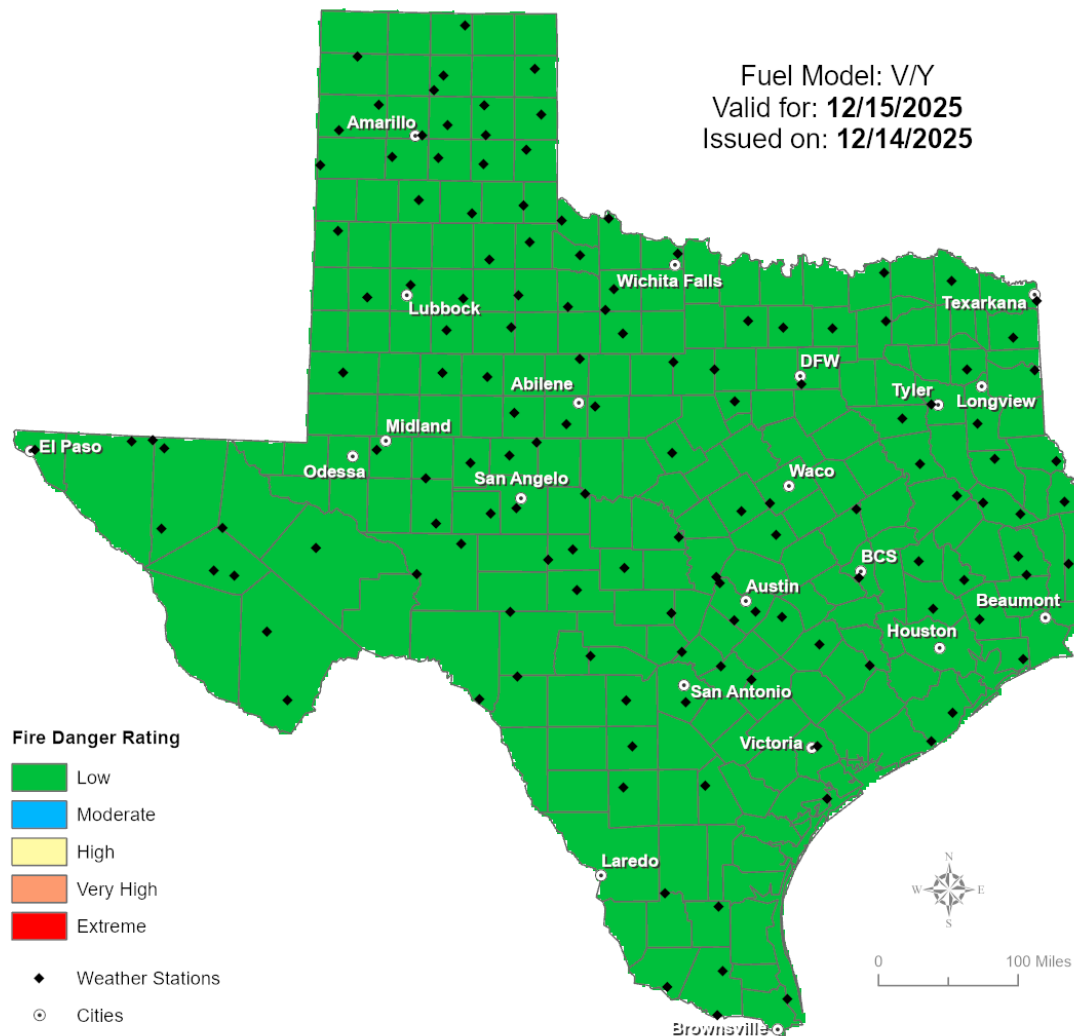 Fuel Model: V/Y
Valid for: 12/15/2025
Issued on: 12/14/2025
Amarillo
Wichita Falls
Lubbock
Texarkana
DFW
Abilene
Tyler
Longview
Midland
El Paso
Odessa
San Angelo
Waco
BCS
Austin
Beaumont
Houston
San Antonio
Victoria
Laredo
Brownsville
Fire Danger Rating
Low
Moderate
High
Very High
Extreme
Weather Stations
Cities
N
W E
S
0 100 Miles